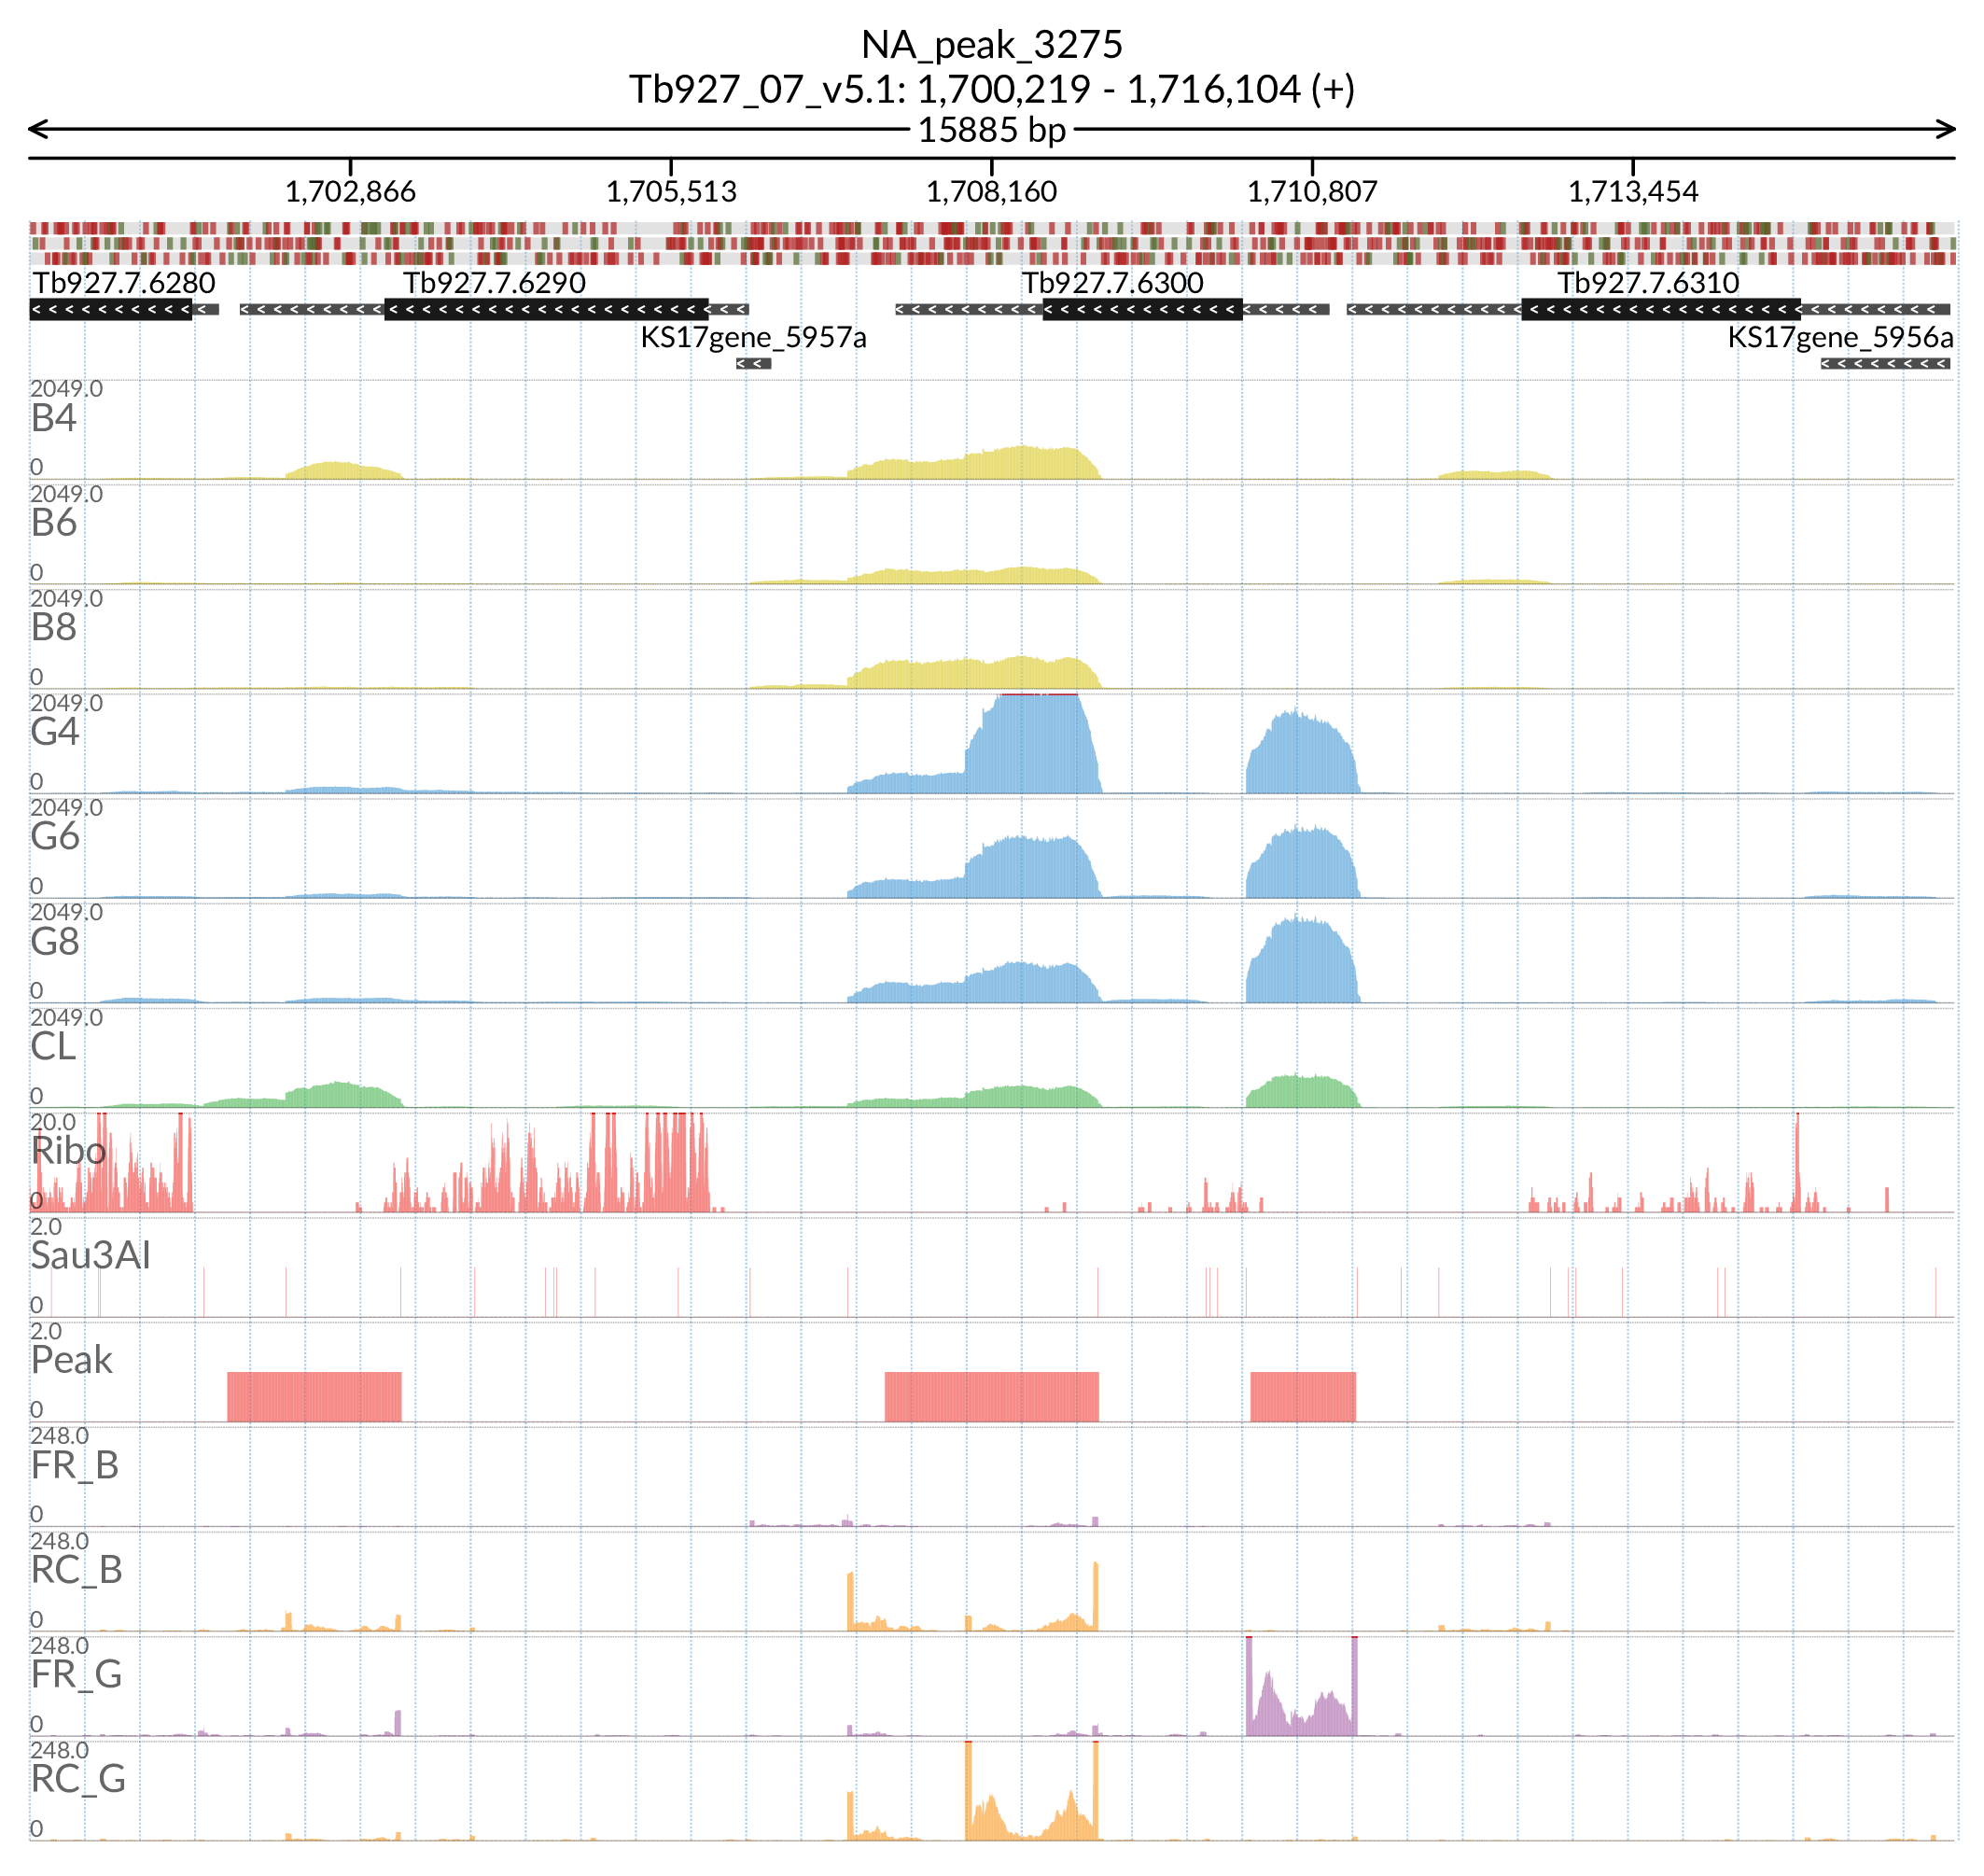 NA_peak_3275
Tb927_07_v5.1: 1,700,219 - 1,716,104 (+)
15885 bp
1,702,866 1,705,513 1,708,160 1,710,807 1,713,454
Tb927.7.6280 Tb927.7.6290 Tb927.7.6300 Tb927.7.6310
KS17gene_5957a KS17gene_5956a
2049.0
B4
0
2049.0
B6
0
2049.0
B8
0
2049.0
G4
0
2049.0
G6
0
2049.0
G8
0
2049.0
CL
0
20.0
Ribo
0
2.0
Sau3AI
0
2.0
Peak
0
248.0
FR_B
0
248.0
RC_B
0
248.0
FR_G
0
248.0
RC_G
0